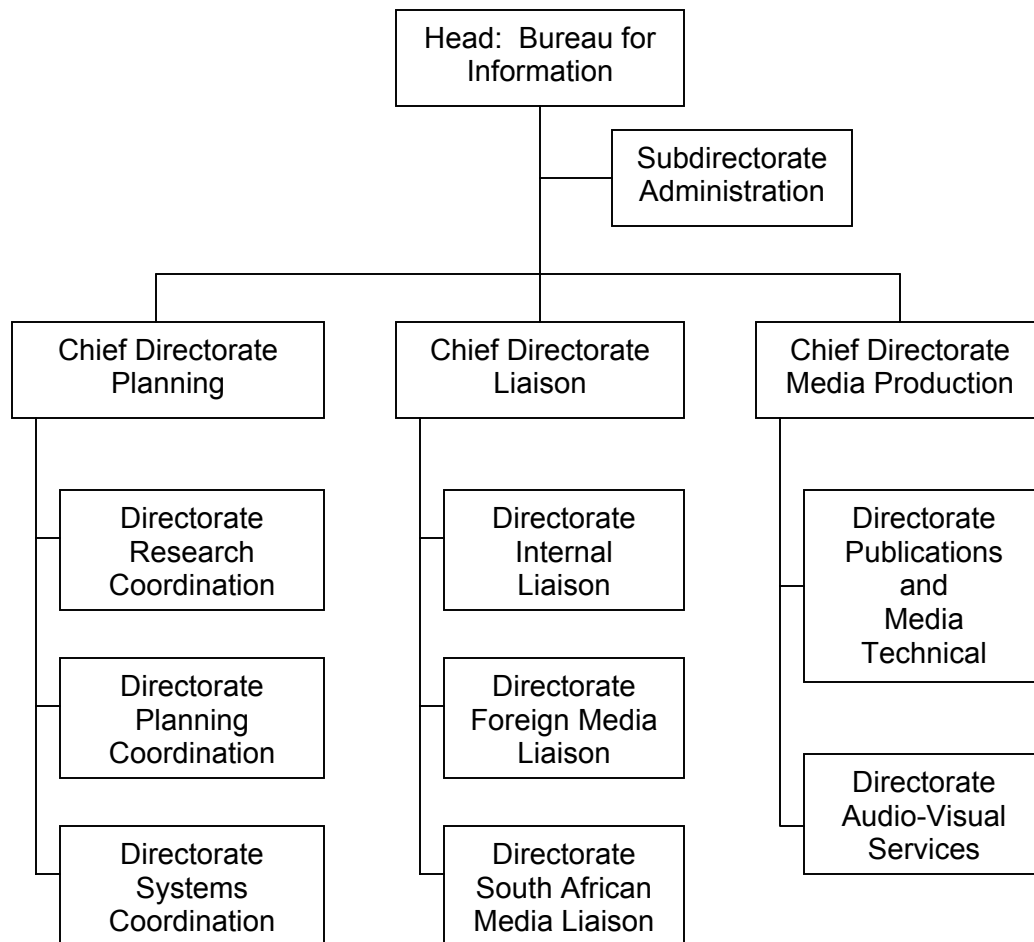 Head: Bureau for
Information
Subdirectorate
Administration
Chief Directorate
Planning
Chief Directorate
Liaison
Chief Directorate
Media Production
Directorate
Research
Coordination
Directorate
Internal
Liaison
Directorate
Publications
and
Media
Technical
Directorate
Planning
Coordination
Directorate
Foreign Media
Liaison
Directorate
Audio-Visual
Services
Directorate
Systems
Coordination
Directorate
South African
Media Liaison